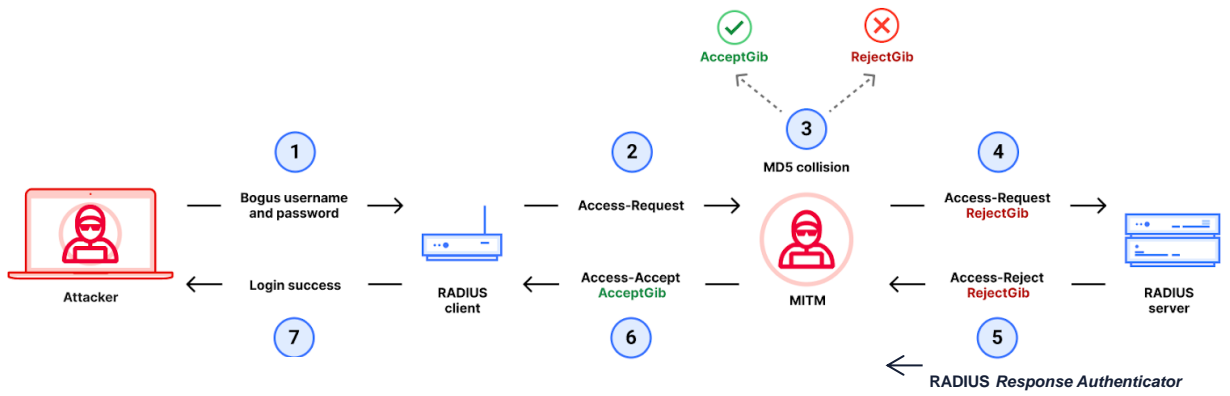 AcceptGib
RejectGib
3
MD5 collision
1
2
4
Bogus username
and password
Access-Request
Access-Request
RejectGib
Attacker
Login success
RADIUS
client
Access-Accept
AcceptGib
MITM
Access-Reject
RejectGib
RADIUS
server
7
6
5
RADIUS Response Authenticator